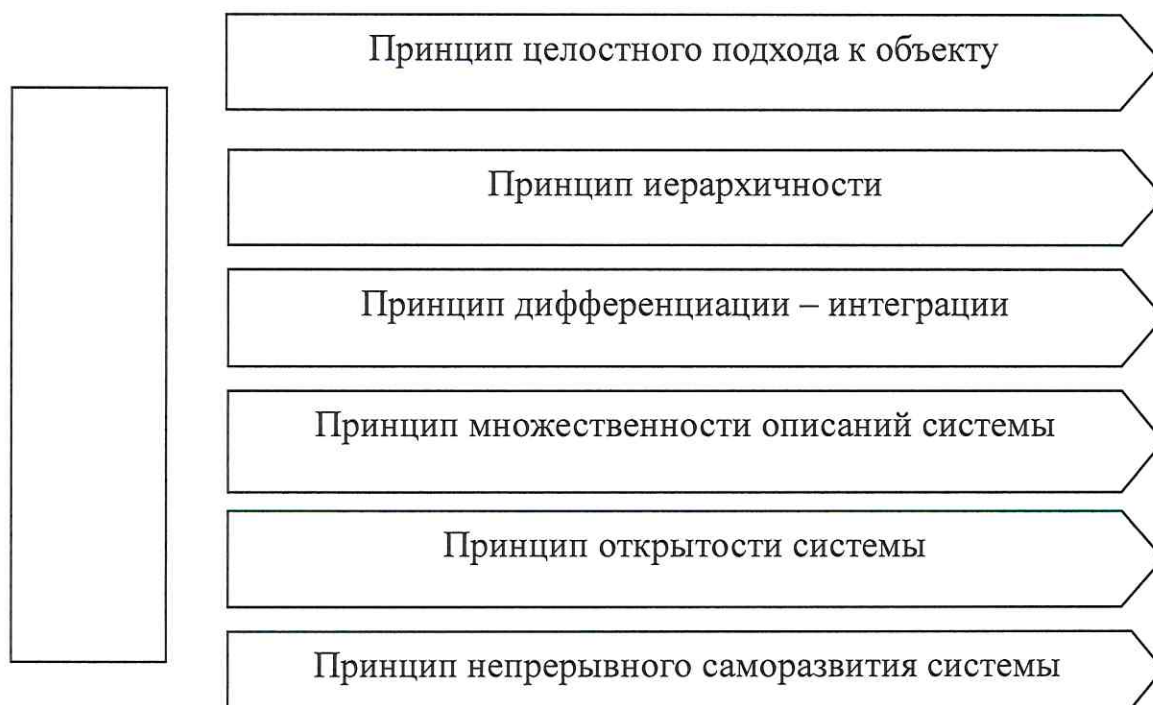 Принцип целостного подхода к объекту
Принцип иерархичности
Принцип дифференциации – интеграции
Принцип множественности описаний системы
Принцип открытости системы
Принцип непрерывного саморазвития системы